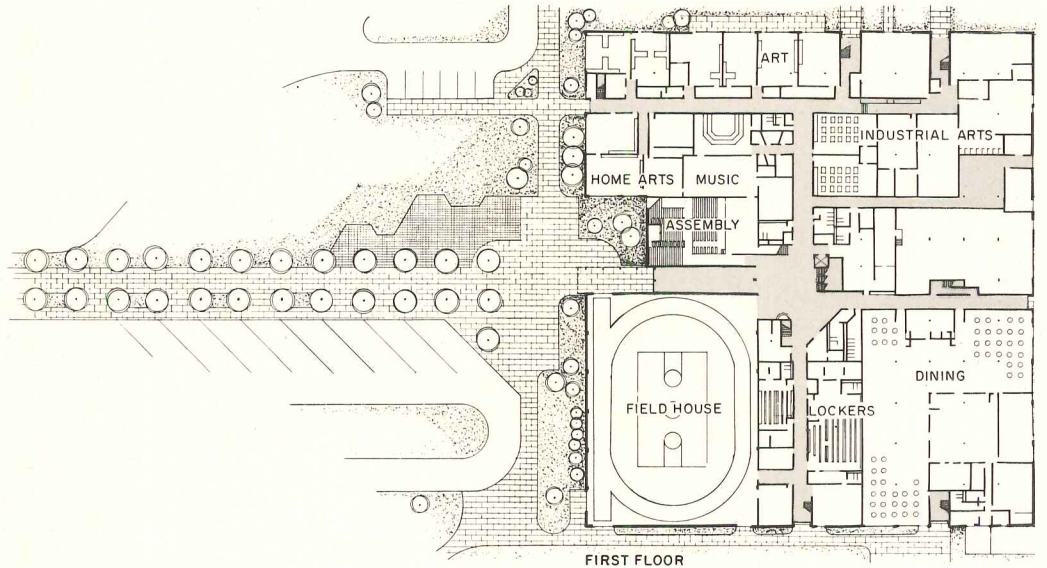 ART
INDUSTRIAL ARTS
HOME ARTS
MUSIC
ASSEMBLY
DINING
FIELD HOUSE
LOCKERS
FIRST FLOOR